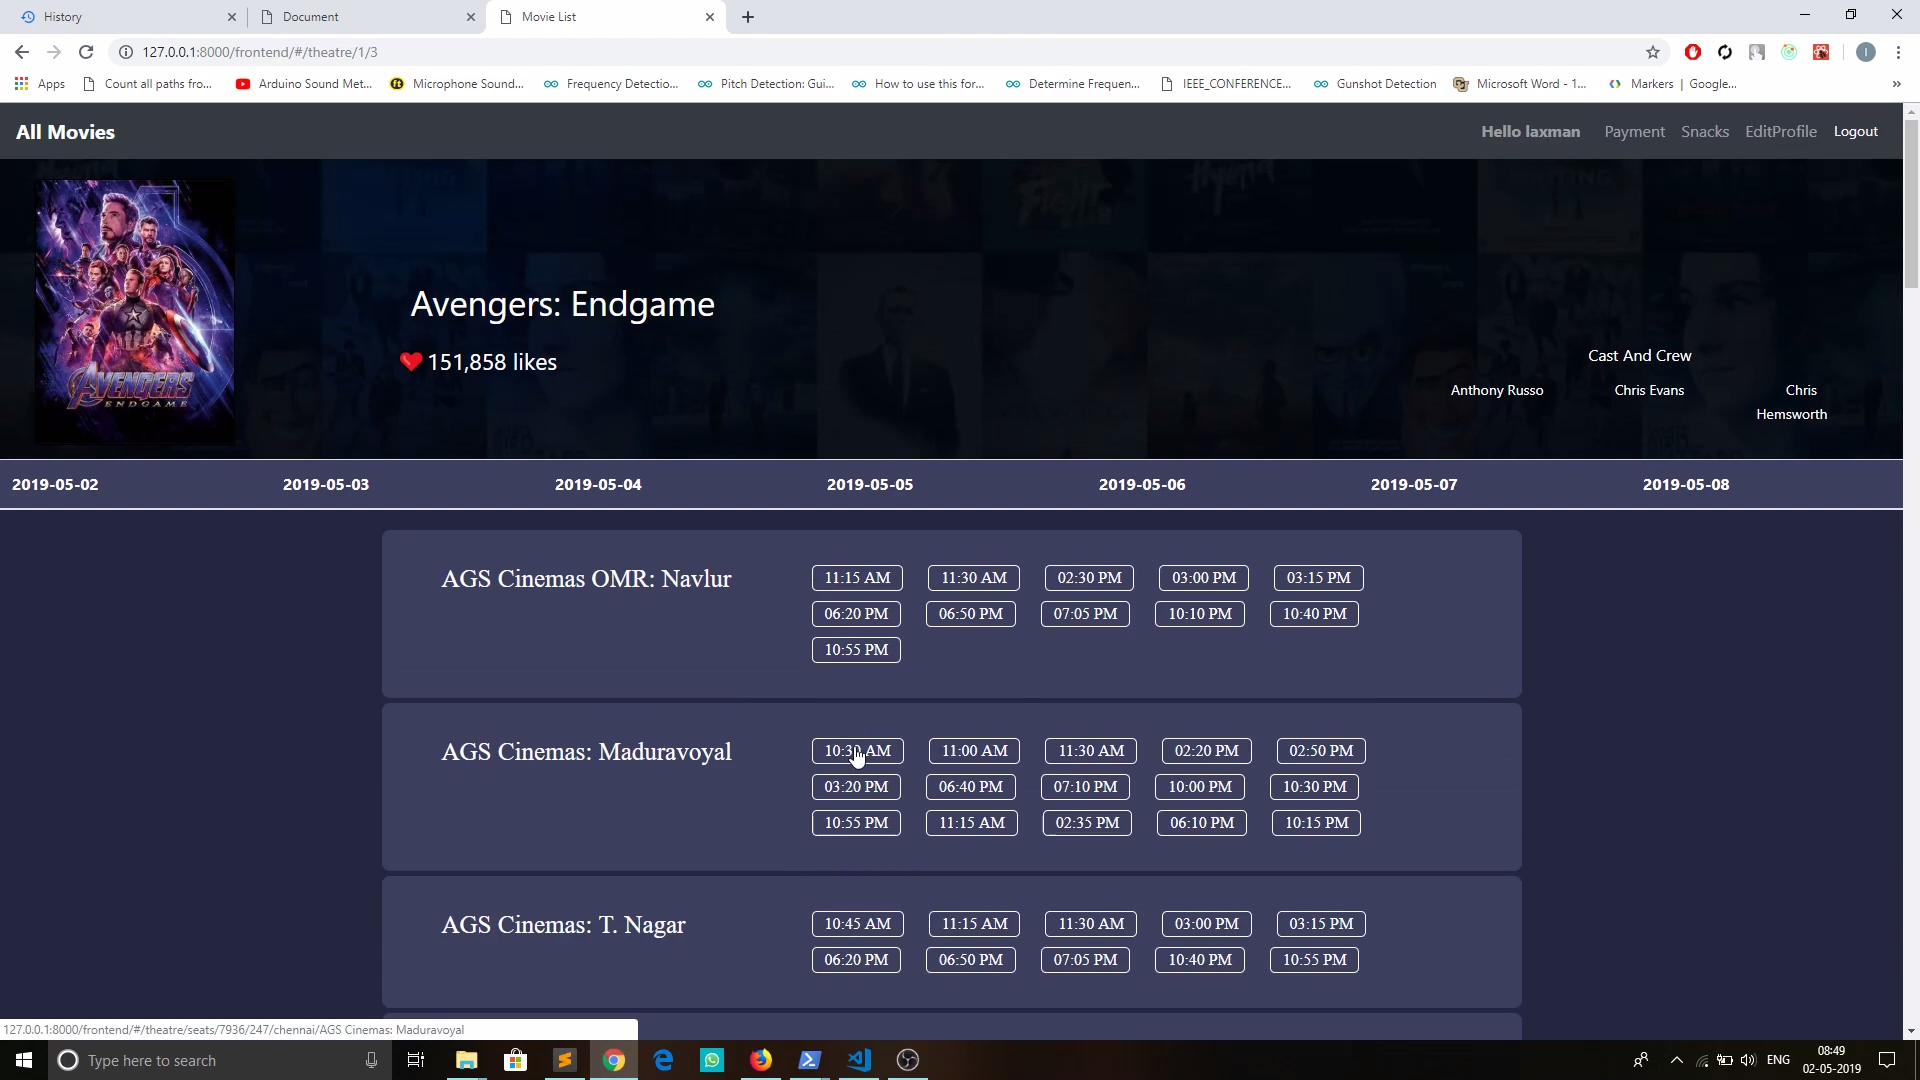 History
Document
Movie List
127.0.0.1:8000/frontend/#/theatre/1/3
Apps
Count all paths fro...
Arduino Sound Met...
Microphone Sound...
Frequency Detectio...
Pitch Detection: Gui...
How to use this for...
Determine Frequen...
IEEE_CONFERENCE...
Gunshot Detection
Microsoft Word - 1...
Markers | Google...
All Movies
Hello laxman
Payment
Snacks
EditProfile
Logout
AVENGERS
ENDGAME
Avengers: Endgame
151,858 likes
Cast And Crew
Anthony Russo
Chris Evans
Chris
Hemsworth
2019-05-02
2019-05-03
2019-05-04
2019-05-05
2019-05-06
2019-05-07
2019-05-08
AGS Cinemas OMR: Navlur
11:15 AM
11:30 AM
02:30 PM
03:00 PM
03:15 PM
06:20 PM
06:50 PM
07:05 PM
10:10 PM
10:40 PM
10:55 PM
AGS Cinemas: Maduravoyal
10:30 AM
11:00 AM
11:30 AM
02:20 PM
02:50 PM
03:20 PM
06:40 PM
07:10 PM
10:00 PM
10:30 PM
10:55 PM
11:15 AM
02:35 PM
06:10 PM
10:15 PM
AGS Cinemas: T. Nagar
10:45 AM
11:15 AM
11:30 AM
03:00 PM
03:15 PM
06:20 PM
06:50 PM
07:05 PM
10:40 PM
10:55 PM
127.0.0.1:8000/frontend/#/theatre/seats/7936/247/chennai/AGS Cinemas: Maduravoyal
Type here to search
ENG
08:49
02-05-2019